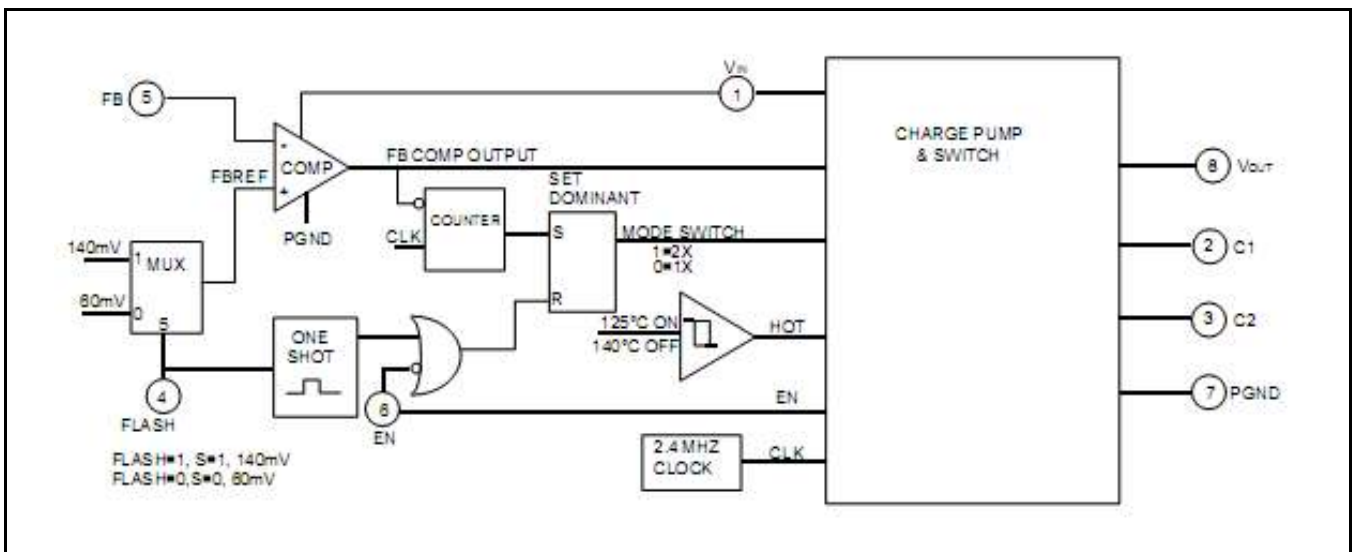 FB 5
VIN
1
CHARGE PUMP
& SWITCH
-
COMP
+
FBREF
PGND
FB COMP OUTPUT
SET
DOMINANT
COUNTER
CLK
S
R
MODE SWITCH
1=2X
0=1X
8 VOUT
2 C1
3 C2
7 PGND
140mV
1
MUX
60mV
0
S
ONE
SHOT
125°C ON
140°C OFF
HOT
4
FLASH
6
EN
EN
2.4 MHZ
CLOCK
CLK
FLASH=1, S=1, 140mV
FLASH=0,S=0, 60mV